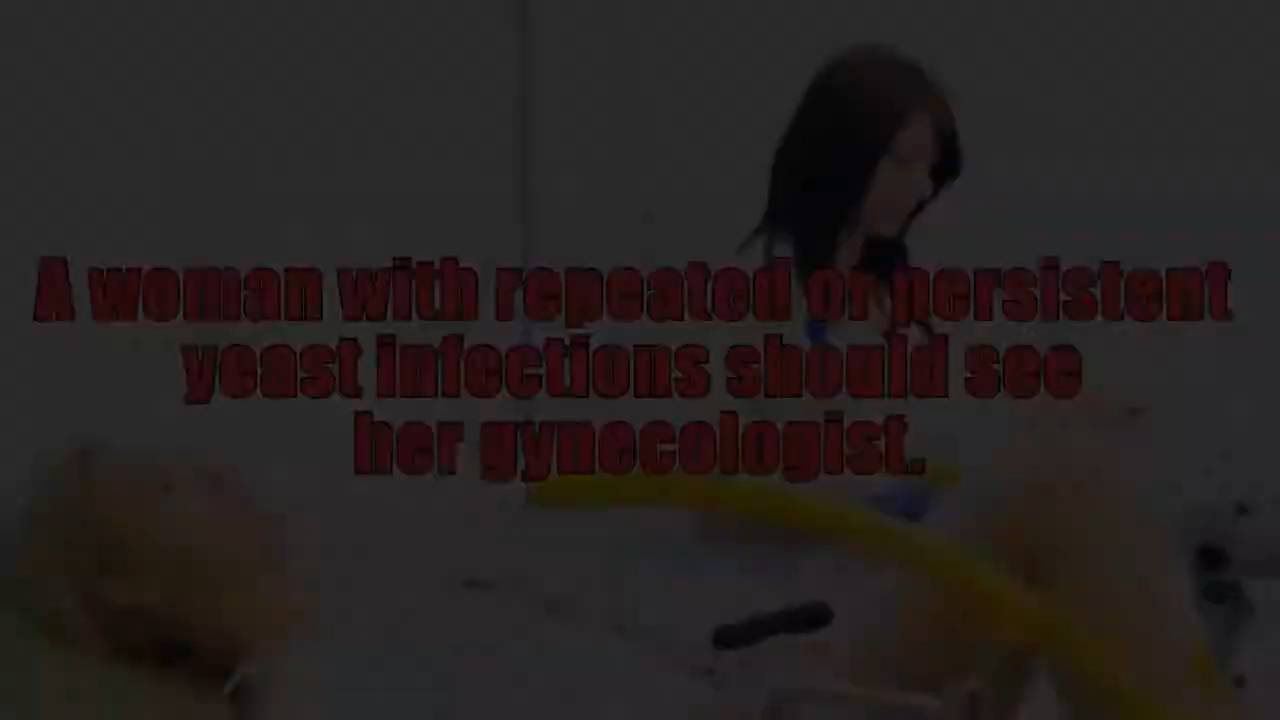 A woman with repeated or persistent
yeast infections should see
her gynecologist.